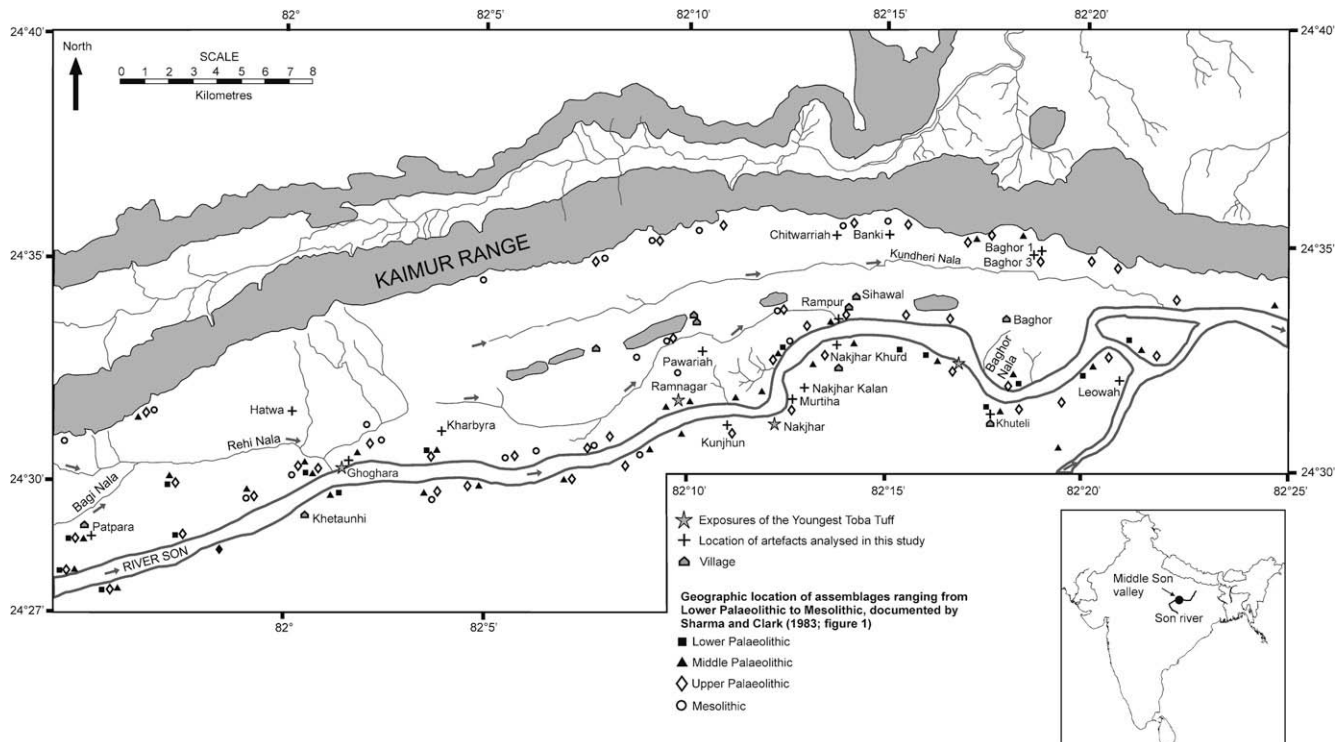 82°
82°5'
82°10'
82°15'
82°20'
24°40'
24°40'
North
SCALE
0 1 2 3 4 5 6 7 8
Kilometres
KAIMUR RANGE
24°35'
24°35'
Chitwarriah
Banki
Baghor 1
Baghor 3
Kundheri Nala
Rampur
Sihawal
Baghor
Baghor Nala
Pawariah
Nakjhar Khurd
Ramnagar
Nakjhar Kalan
Murtiha
Leowah
Hatwa
Kharbyra
Kunjhun
Nakjhar
Khuteli
Rehi Nala
Ghoghara
24°30'
24°30'
Bagi Nala
Khetaunhi
Patpara
RIVER SON
24°27'
82°
82°5'
82°10'
82°15'
82°20'
82°25'
Exposures of the Youngest Toba Tuff
Location of artefacts analysed in this study
Village
Geographic location of assemblages ranging from
Lower Palaeolithic to Mesolithic, documented by
Sharma and Clark (1983; figure 1)
Lower Palaeolithic
Middle Palaeolithic
Upper Palaeolithic
Mesolithic
Middle Son
valley
Son river